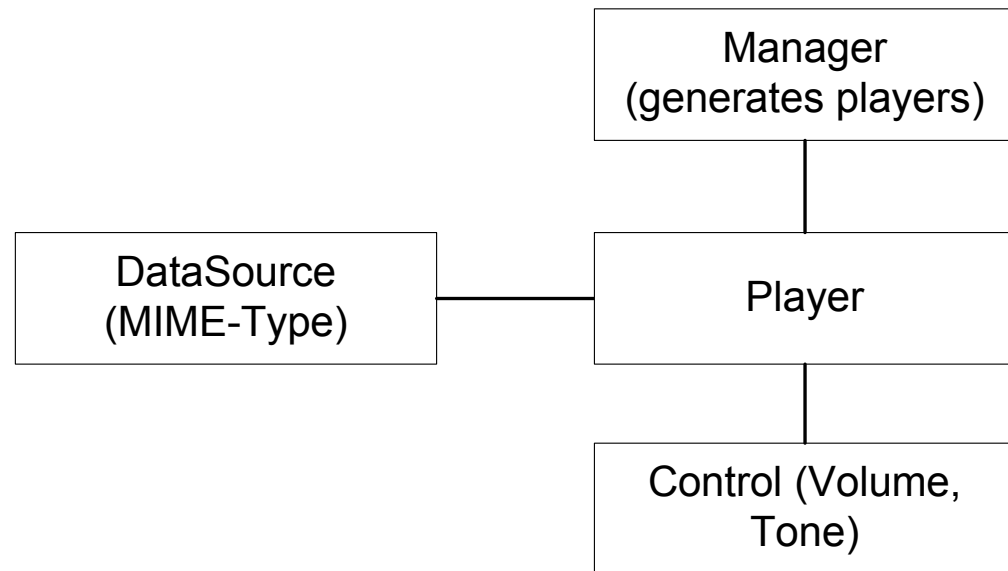 Manager
(generates players)
DataSource
(MIME-Type)
Player
Control (Volume,
Tone)